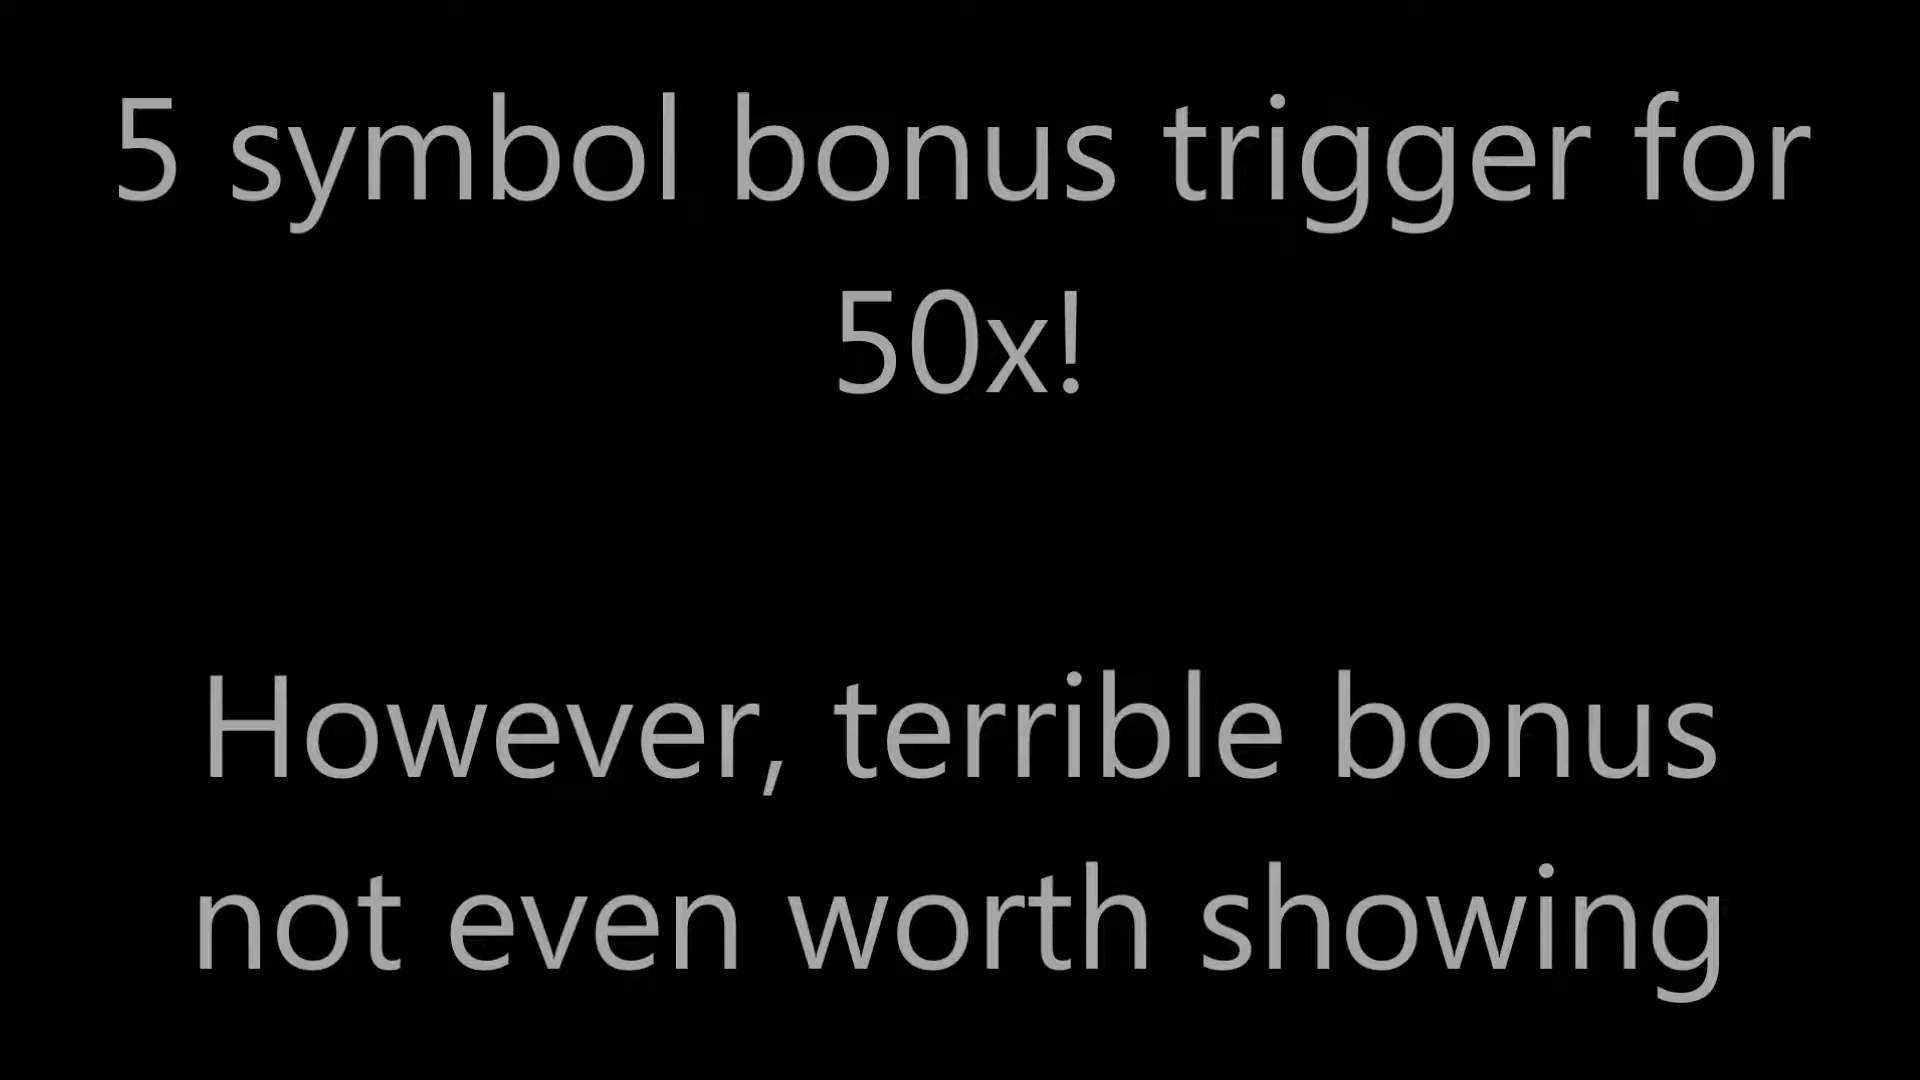 5 symbol bonus trigger for
50x!
However, terrible bonus
not even worth showing